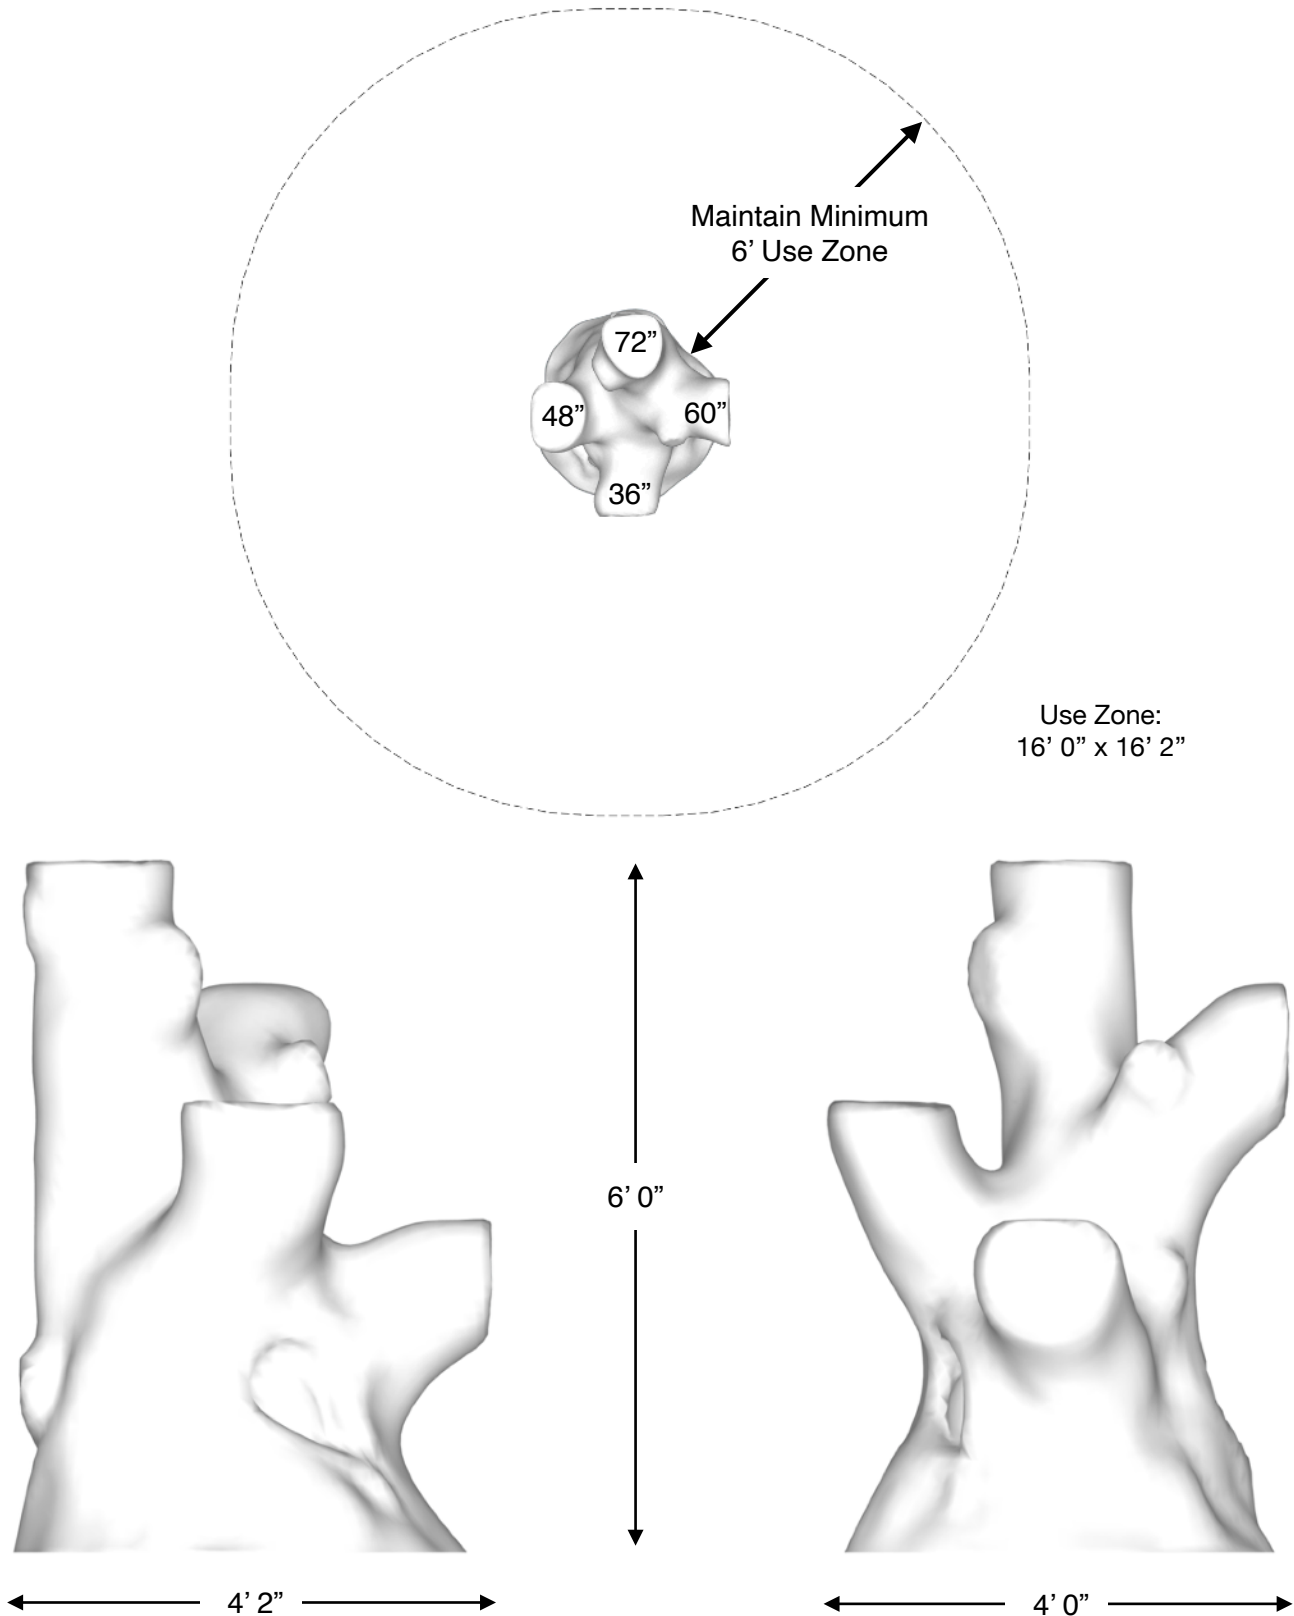 Maintain Minimum
6’ Use Zone
72”
48”
60”
36”
Use Zone:
16’ 0” x 16’ 2”
6’ 0”
4’ 2”
4’ 0”